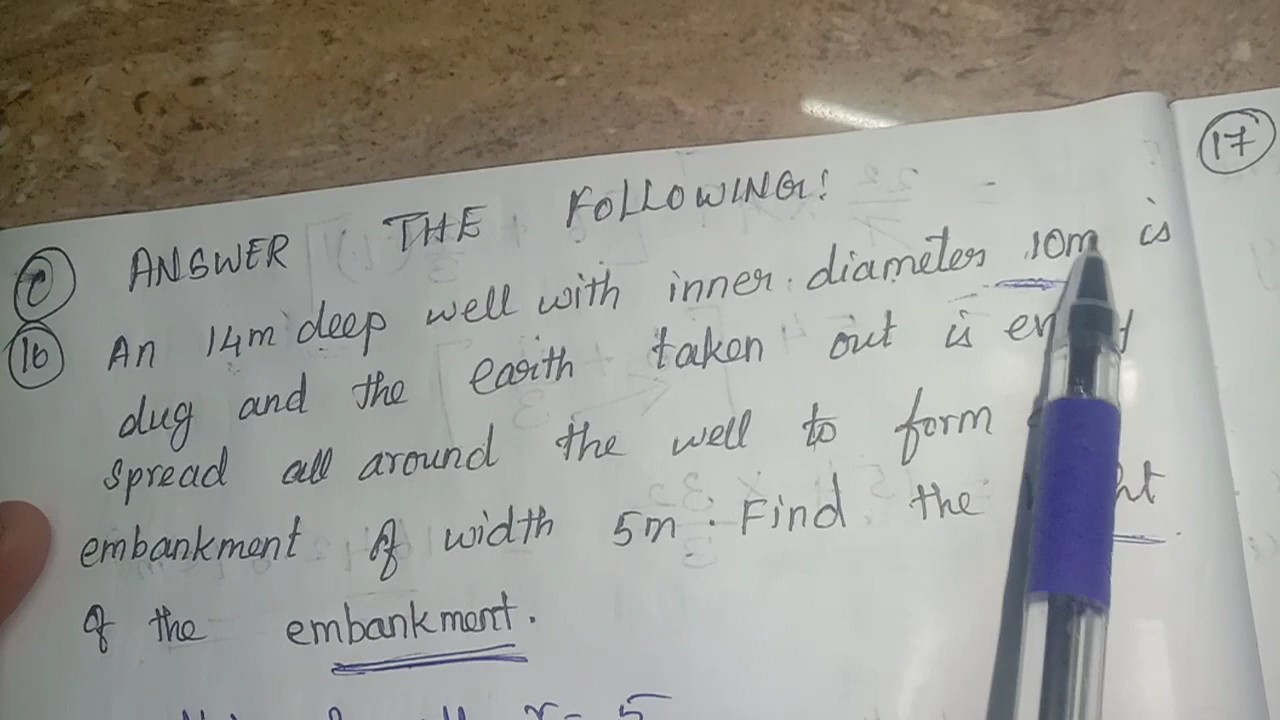 C ANSWER THE FOLLOWING:
17
16 An 14m deep well with inner diameter 10m is
dug and the earth taken out is
spread all around the well to form
embankment of width 5m. Find the
of the embankment.
r = 5